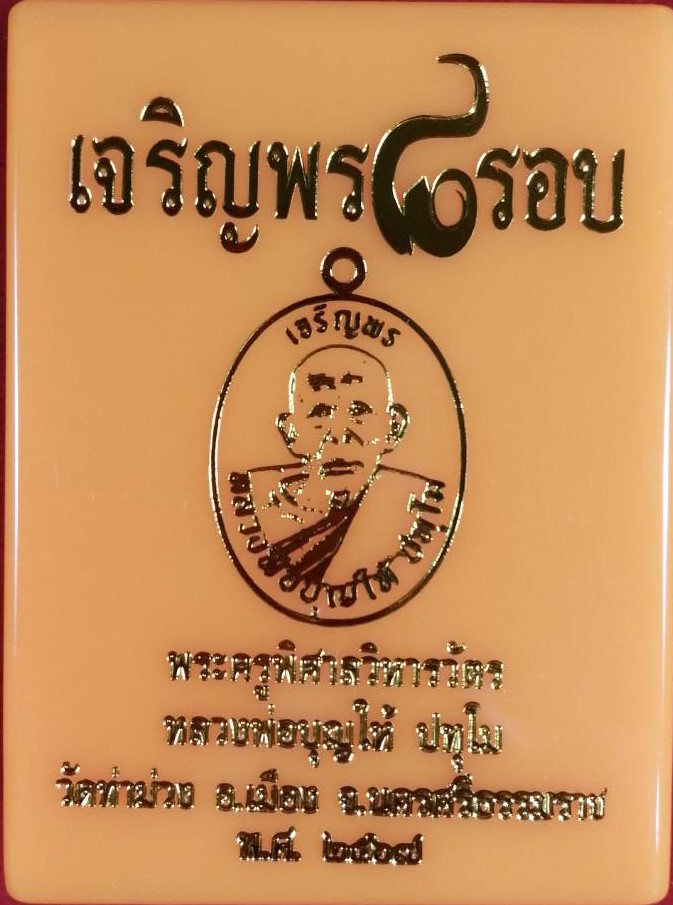 เจริญพร ๘๐ รอบ
เจริญพร
หลวงพ่อบุญให้ ปทุโม
พระครูพิศาลวิหารวัตร
หลวงพ่อบุญให้ ปทุโม
วัดท่าม่วง อ.เมือง จ.นครศรีธรรมราช
พ.ศ. ๒๕๖๗